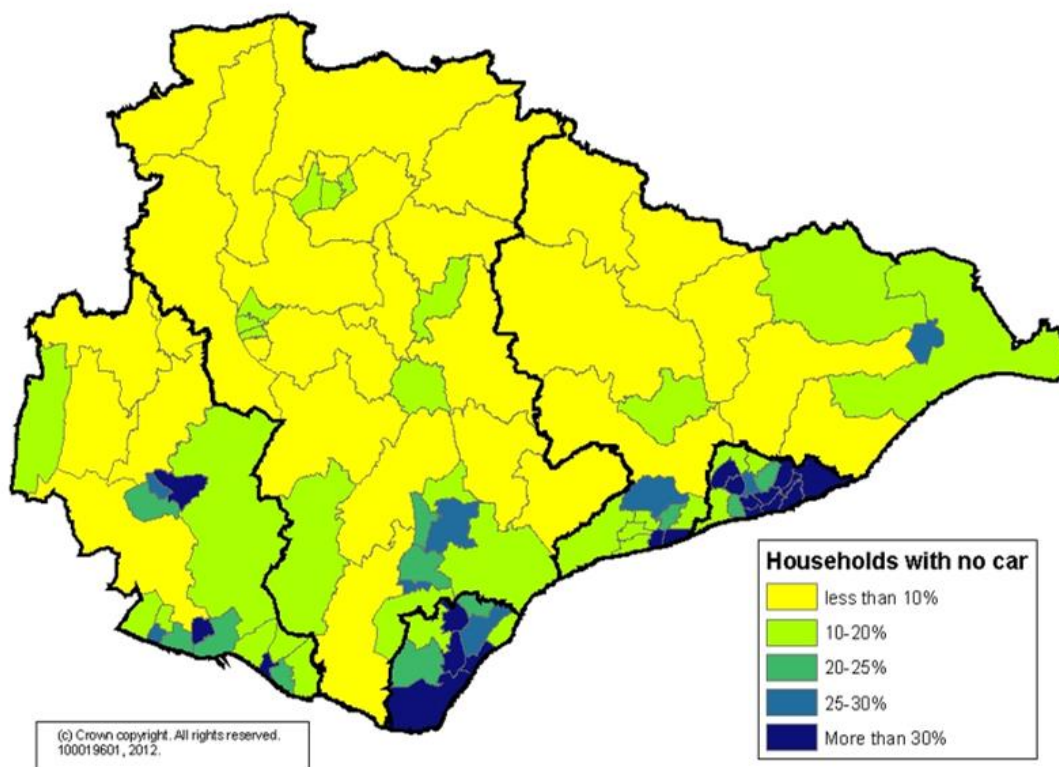 Households with no car
less than 10%
10-20%
20-25%
25-30%
More than 30%
(c) Crown copyright. All rights reserved.
100019601, 2012.